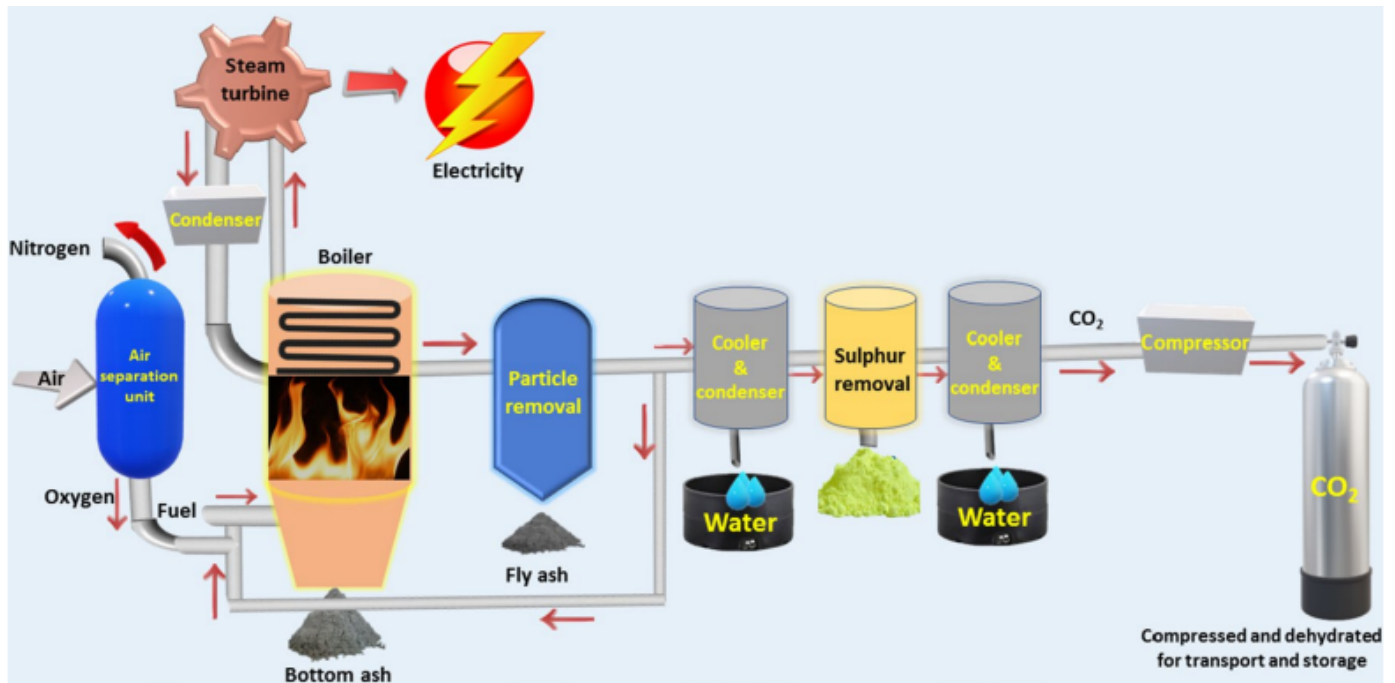 Steam
turbine
Electricity
Condenser
Nitrogen
Boiler
Air
Air
separation
unit
Particle
removal
Cooler
&
condenser
Sulphur
removal
Cooler
&
condenser
CO₂
Compressor
Oxygen
Fuel
Water
Water
CO₂
Fly ash
Bottom ash
Compressed and dehydrated
for transport and storage